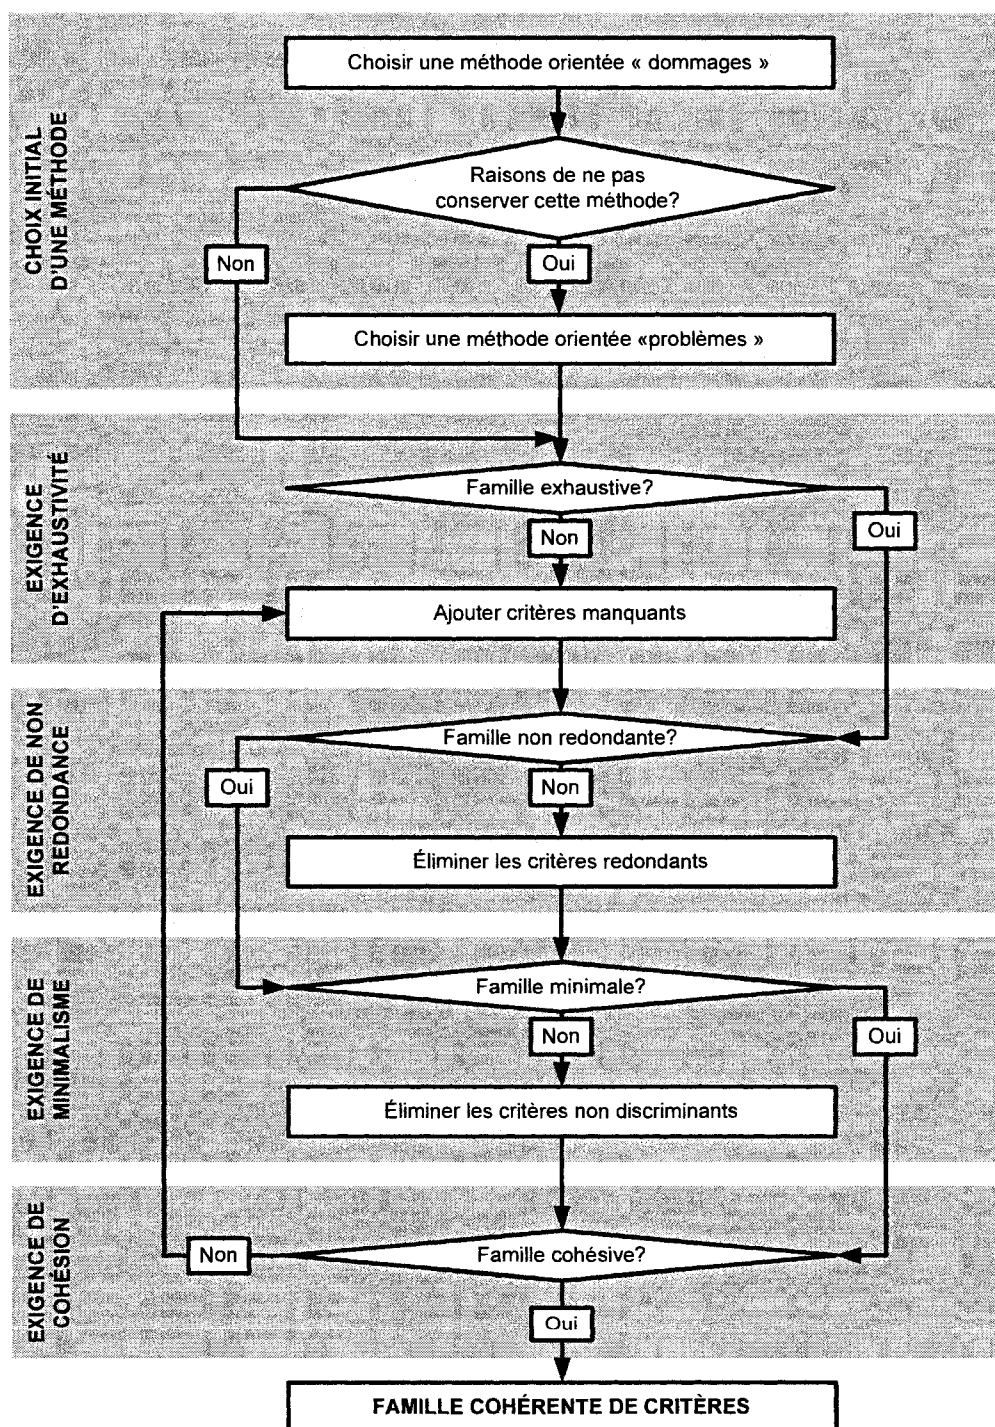 CHOIX INITIAL
D'UNE MÉTHODE
Choisir une méthode orientée « dommages »
Raisons de ne pas
conserver cette méthode?
Non
Oui
Choisir une méthode orientée «problèmes »
EXIGENCE
D'EXHAUSTIVITÉ
Famille exhaustive?
Non
Oui
Ajouter critères manquants
EXIGENCE DE NON
REDONDANCE
Famille non redondante?
Oui
Non
Éliminer les critères redondants
EXIGENCE DE
MINIMALISME
Famille minimale?
Non
Oui
Éliminer les critères non discriminants
EXIGENCE DE
COHÉSION
Non
Famille cohésive?
Oui
FAMILLE COHÉRENTE DE CRITÈRES